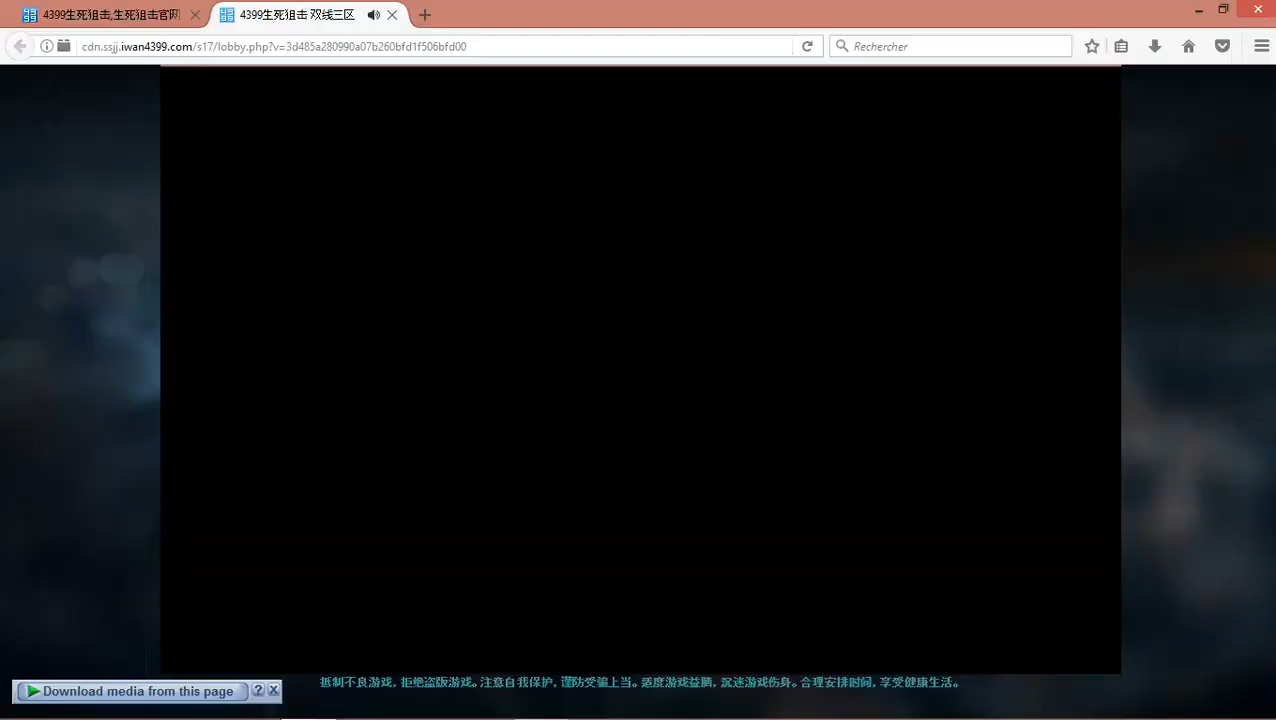 4399生死狙击,生死狙击官网
4399生死狙击 双线三区
cdn.ssjj.iwan4399.com/s17/lobby.php?v=3d485a280990a07b260bfd1f506bfd00
Rechercher
Download media from this page
抵制不良游戏, 拒绝盗版游戏。注意自我保护, 谨防受骗上当。适度游戏益脑, 沉迷游戏伤身。合理安排时间, 享受健康生活。